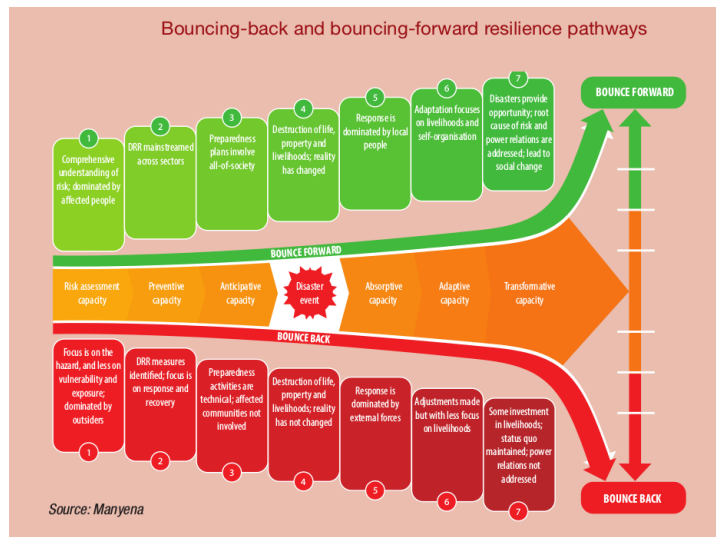 Bouncing-back and bouncing-forward resilience pathways
1
Comprehensive
understanding of
risk; dominated by
affected people
2
DRR mainstreamed
across sectors
3
Preparedness
plans involve
all-of-society
4
Destruction of life,
property and
livelihoods; reality
has changed
5
Response is
dominated by local
people
6
Adaptation focuses
on livelihoods and
self-organisation
7
Disasters provide
opportunity; root
cause of risk and
power relations are
addressed; lead to
social change
BOUNCE FORWARD
BOUNCE FORWARD
Risk assessment
capacity
Preventive
capacity
Anticipative
capacity
Disaster
event
Absorptive
capacity
Adaptive
capacity
Transformative
capacity
BOUNCE BACK
Focus is on the
hazard, and less on
vulnerability and
exposure;
dominated by
outsiders
1
DRR measures
identified; focus is
on response and
recovery
2
Preparedness
activities are
technical; affected
communities not
involved
3
Destruction of life,
property and
livelihoods; reality
has not changed
4
Response is
dominated by
external forces
5
Adjustments made
but with less focus
on livelihoods
6
Some investment
in livelihoods;
status quo
maintained; power
relations not
addressed
7
BOUNCE BACK
Source: Manyena